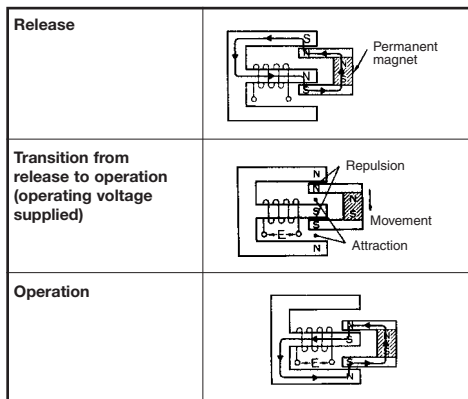 Release
S
N
N
Permanent
magnet
N
S
S
Transition from
release to operation
(operating voltage
supplied)
N
Repulsion
N
N
S
S
S
E
Movement
Attraction
N
Operation
N
S
N
S
E
S
N